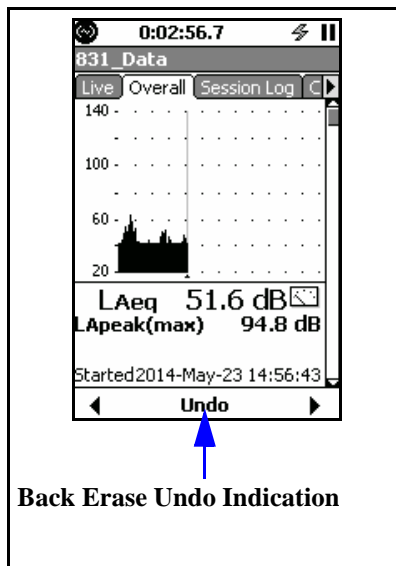 0:02:56.7
831_Data
Live Overall Session Log C
140
100
60
20
LAeq 51.6 dB
LApeak(max) 94.8 dB
Started2014-May-23 14:56:43
Undo
Back Erase Undo Indication